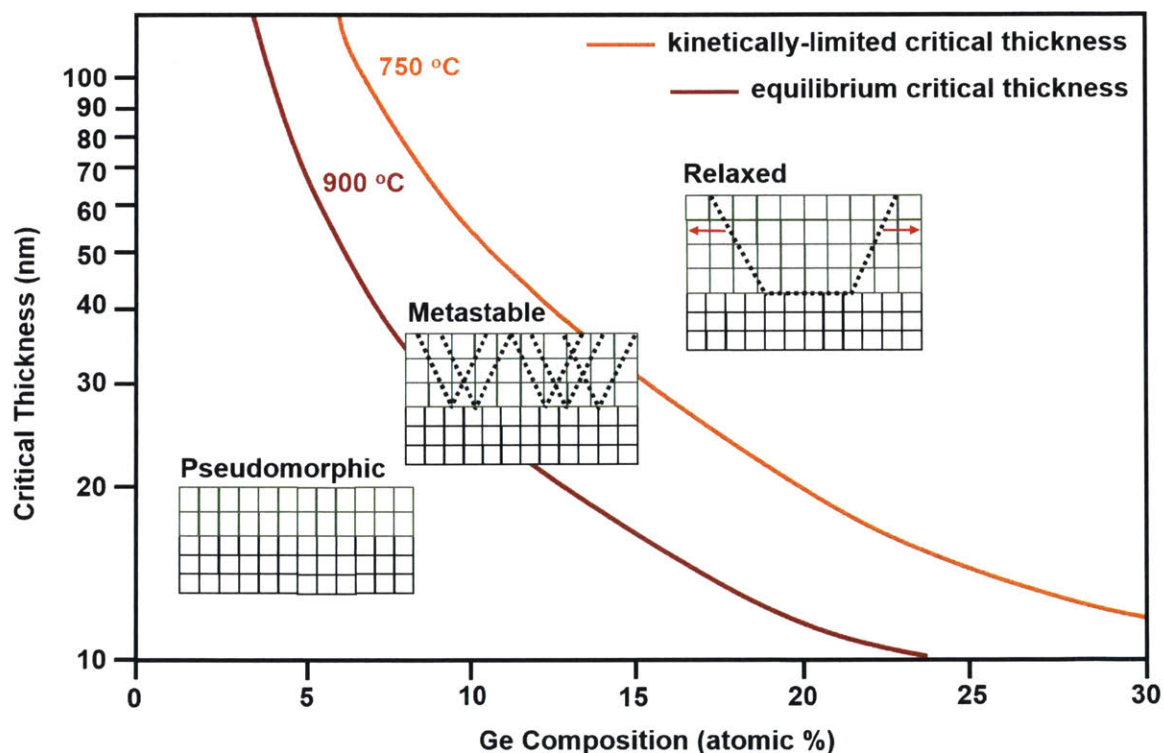 kinetically-limited critical thickness
equilibrium critical thickness
750 °C
900 °C
Relaxed
Metastable
Pseudomorphic
Critical Thickness (nm)
100
90
80
70
60
50
40
30
20
10
0
5
10
15
20
25
30
Ge Composition (atomic %)